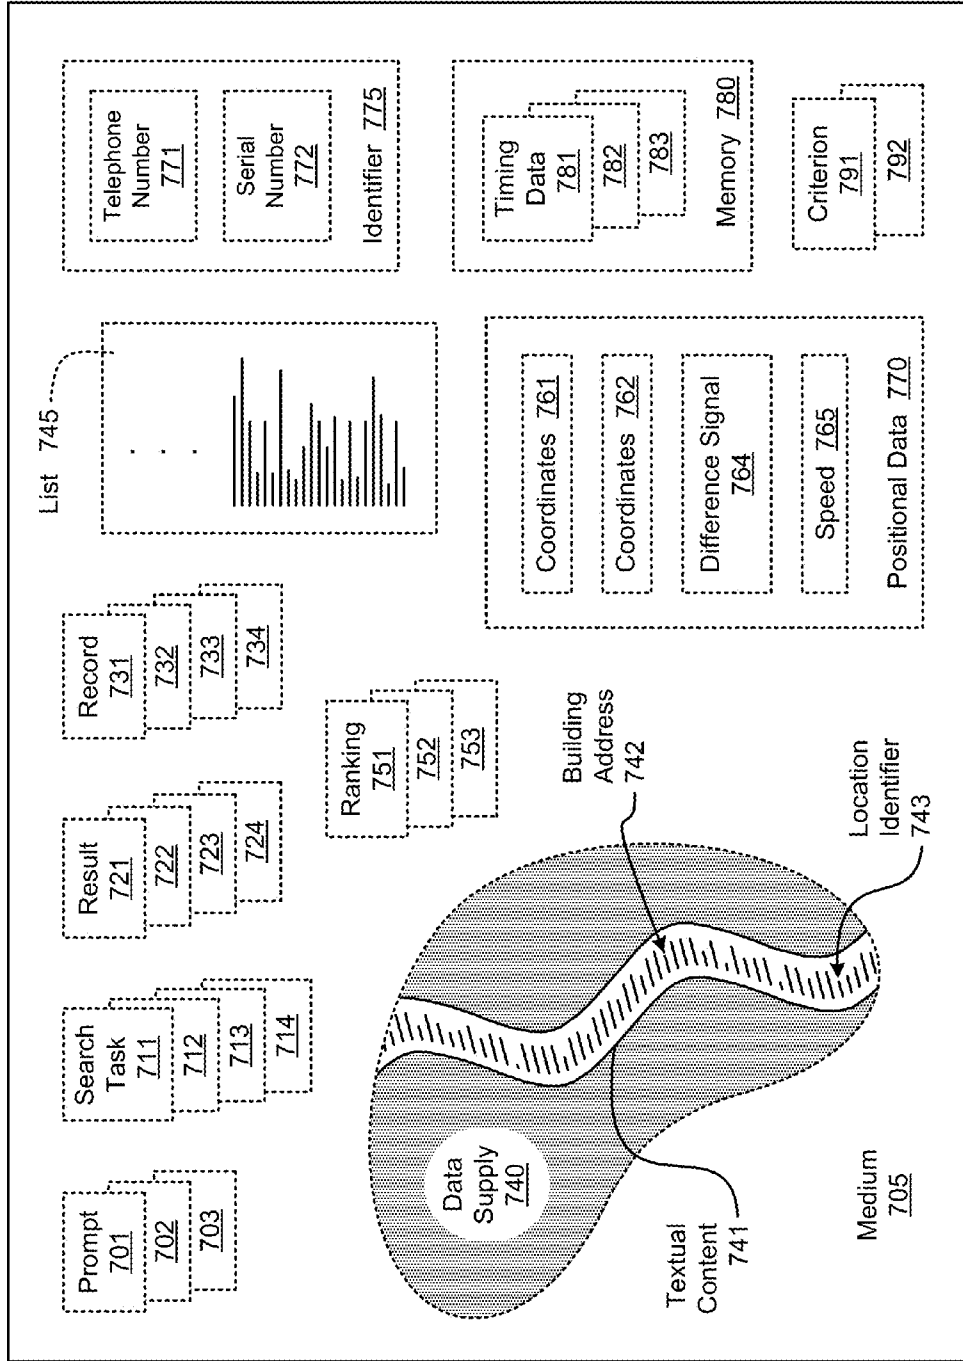 Prompt
701
702
703
Search
Task
711
712
713
714
Result
721
722
723
724
Record
731
732
733
734
List 745
Telephone
Number
771
Serial
Number
772
Identifier 775
Data
Supply
740
Textual
Content
741
Ranking
751
752
753
Building
Address
742
Location
Identifier
743
Coordinates 761
Coordinates 762
Difference Signal
764
Speed 765
Positional Data 770
Timing
Data
781
782
783
Memory 780
Criterion
791
792
Medium
705